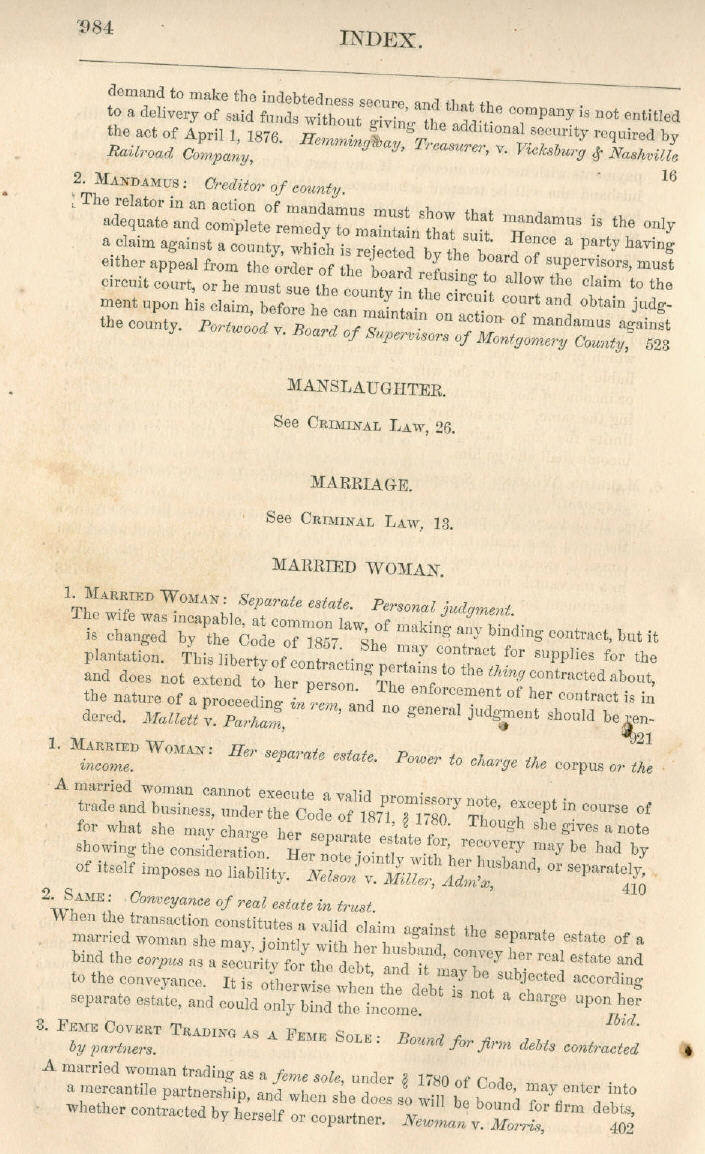 984
INDEX.
demand to make the indebtedness secure, and that the company is not entitled
to a delivery of said funds without giving the additional security required by
the act of April 1, 1876. Hemmingway, Treasurer, v. Vicksburg & Nashville
Railroad Company, 16
2. MANDAMUS: Creditor of county.
The relator in an action of mandamus must show that mandamus is the only
adequate and complete remedy to maintain that suit. Hence a party having
a claim against a county, which is rejected by the board of supervisors, must
either appeal from the order of the board refusing to allow the claim to the
circuit court, or he must sue the county in the circuit court and obtain judg-
ment upon his claim, before he can maintain on action of mandamus against
the county. Portwood v. Board of Supervisors of Montgomery County, 523
MANSLAUGHTER.
See CRIMINAL LAW, 26.
MARRIAGE.
See CRIMINAL LAW, 13.
MARRIED WOMAN.
1. MARRIED WOMAN: Separate estate. Personal judgment.
The wife was incapable, at common law, of making any binding contract, but it
is changed by the Code of 1857. She may contract for supplies for the
plantation. This liberty of contracting pertains to the thing contracted about,
and does not extend to her person. The enforcement of her contract is in
the nature of a proceeding in rem, and no general judgment should be ren-
dered. Mallett v. Parham, 921
1. MARRIED WOMAN: Her separate estate. Power to charge the corpus or the
income.
A married woman cannot execute a valid promissory note, except in course of
trade and business, under the Code of 1871, § 1780. Though she gives a note
for what she may charge her separate estate for, recovery may be had by
showing the consideration. Her note jointly with her husband, or separately,
of itself imposes no liability. Nelson v. Miller, Adm'x, 410
2. SAME: Conveyance of real estate in trust.
When the transaction constitutes a valid claim against the separate estate of a
married woman she may, jointly with her husband, convey her real estate and
bind the corpus as a security for the debt, and it may be subjected according
to the conveyance. It is otherwise when the debt is not a charge upon her
separate estate, and could only bind the income. Ibid.
3. FEME COVERT TRADING AS A FEME SOLE: Bound for firm debts contracted
by partners.
A married woman trading as a feme sole, under § 1780 of Code, may enter into
a mercantile partnership, and when she does so will be bound for firm debts,
whether contracted by herself or copartner. Newman v. Morris, 402